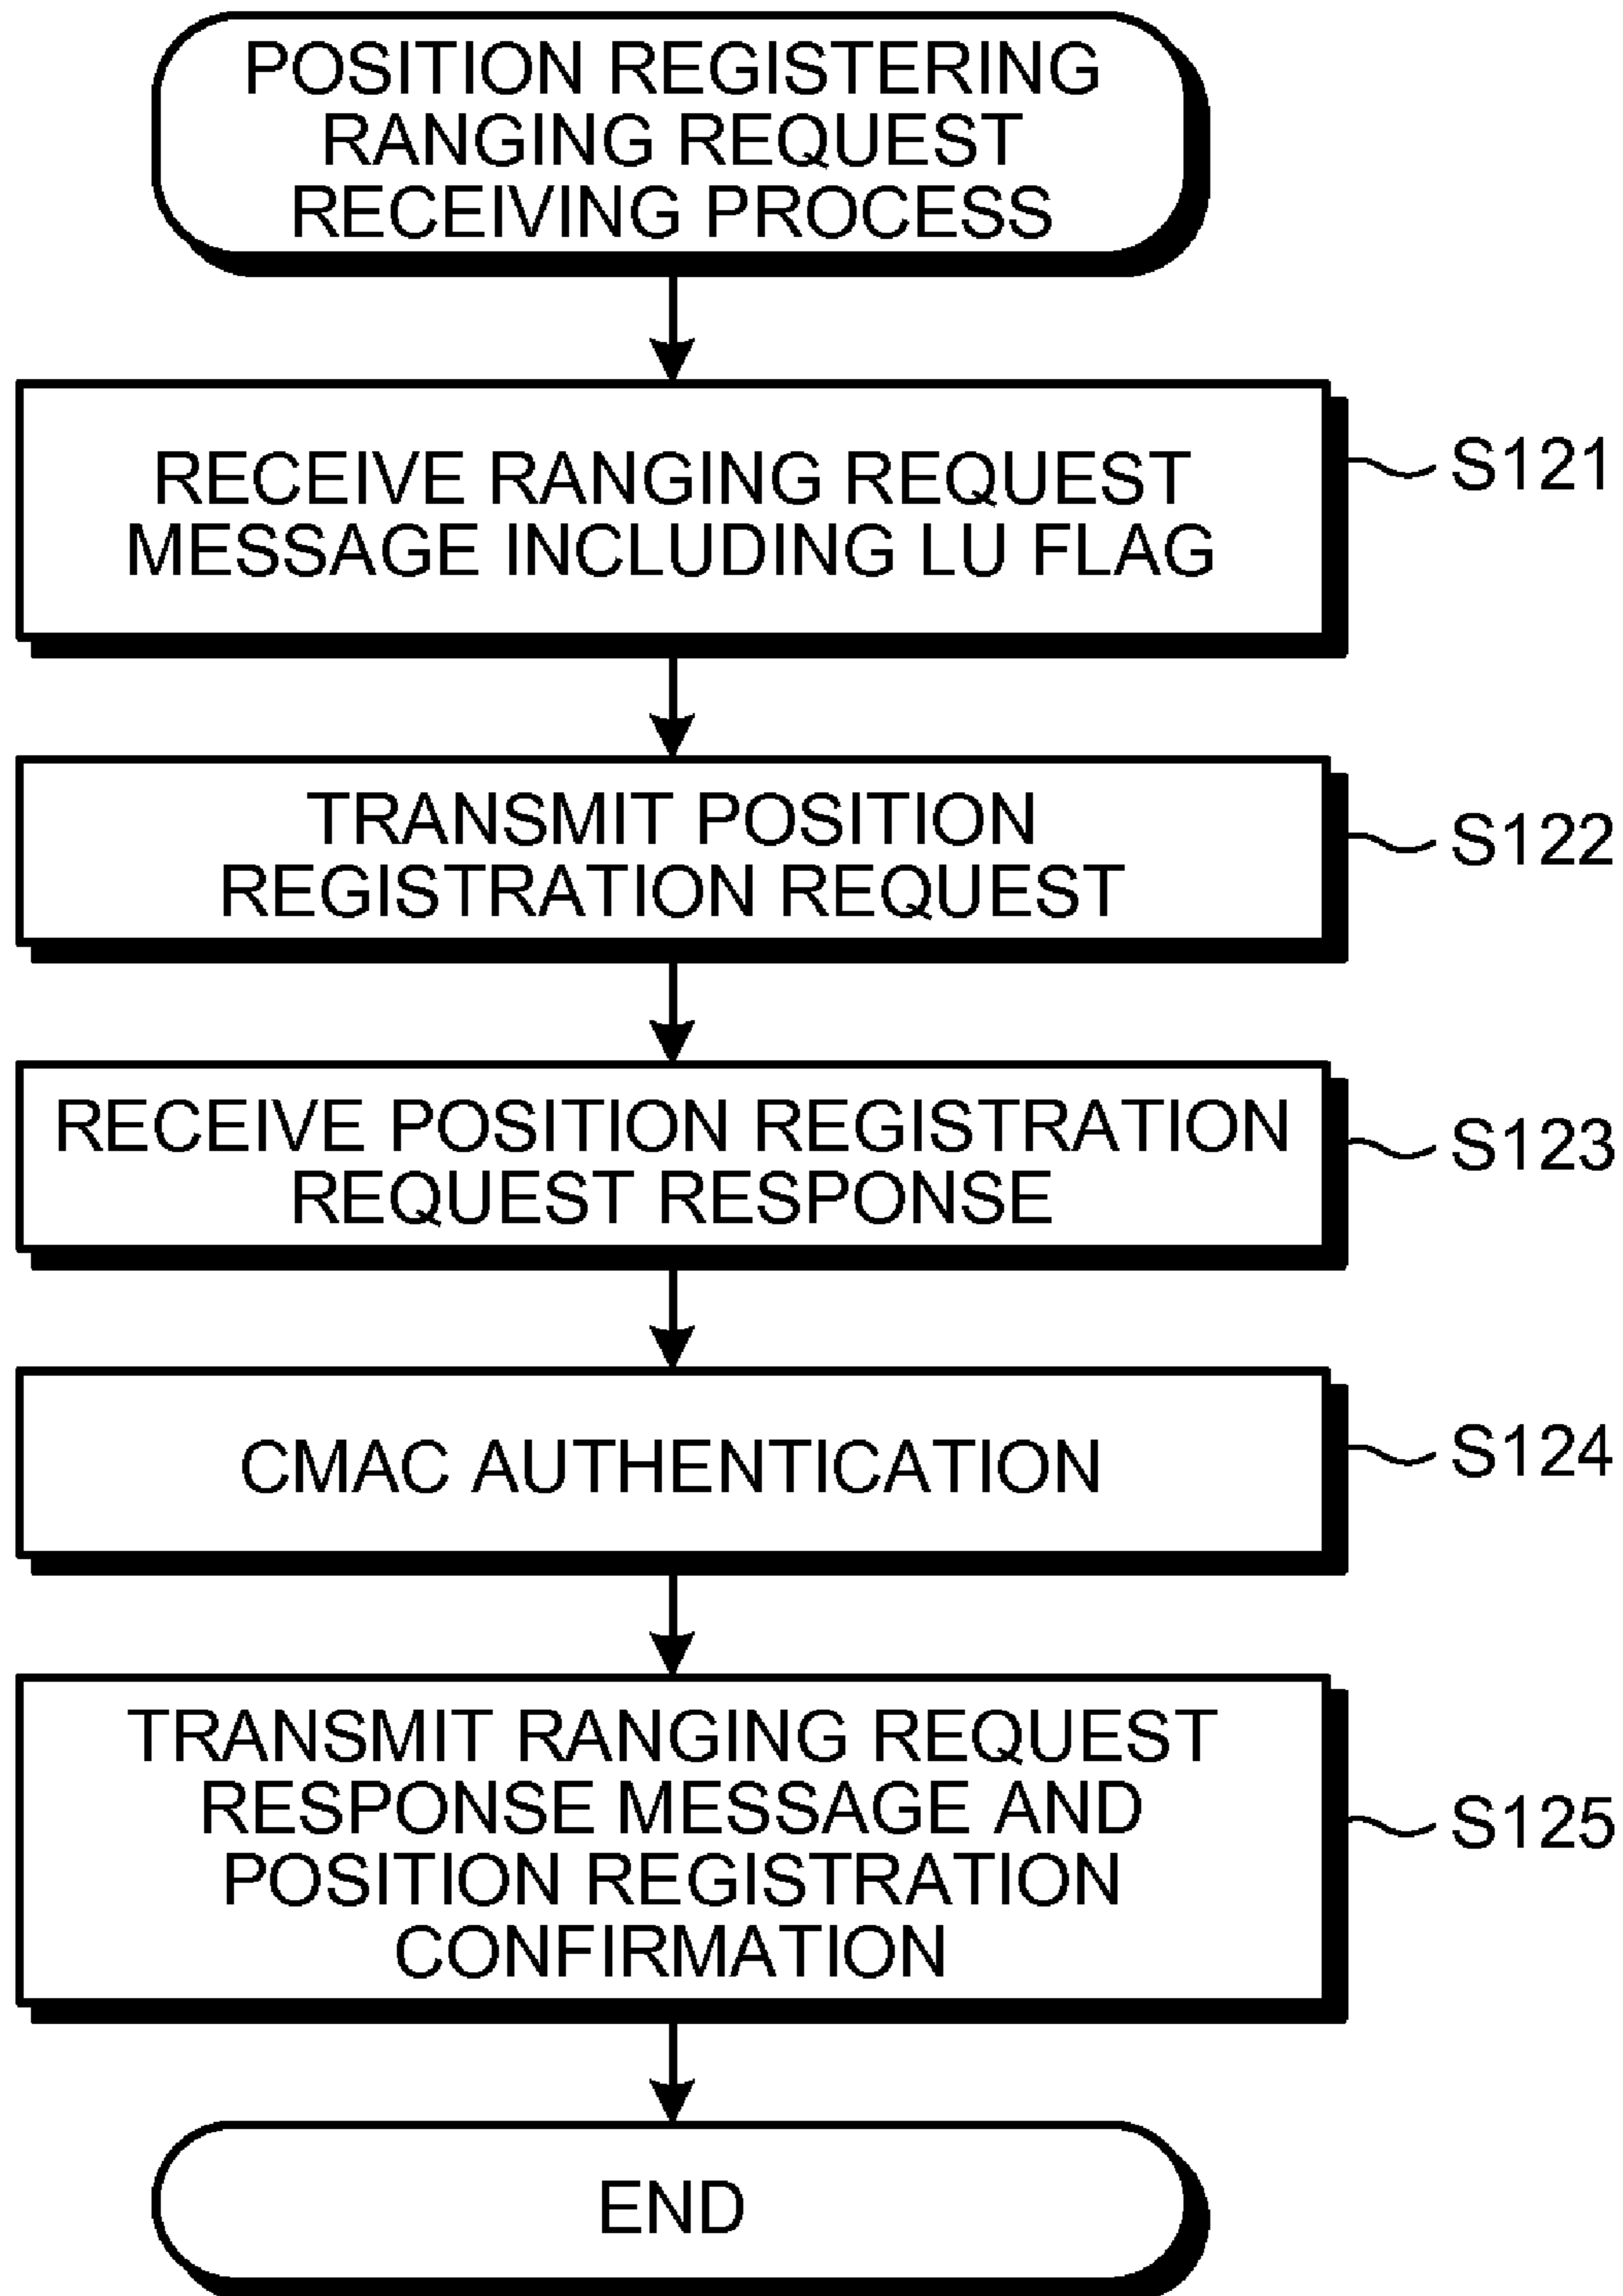 POSITION REGISTERING
RANGING REQUEST
RECEIVING PROCESS
RECEIVE RANGING REQUEST
MESSAGE INCLUDING LU FLAG
S121
TRANSMIT POSITION
REGISTRATION REQUEST
S122
RECEIVE POSITION REGISTRATION
REQUEST RESPONSE
S123
CMAC AUTHENTICATION
S124
TRANSMIT RANGING REQUEST
RESPONSE MESSAGE AND
POSITION REGISTRATION
CONFIRMATION
S125
END